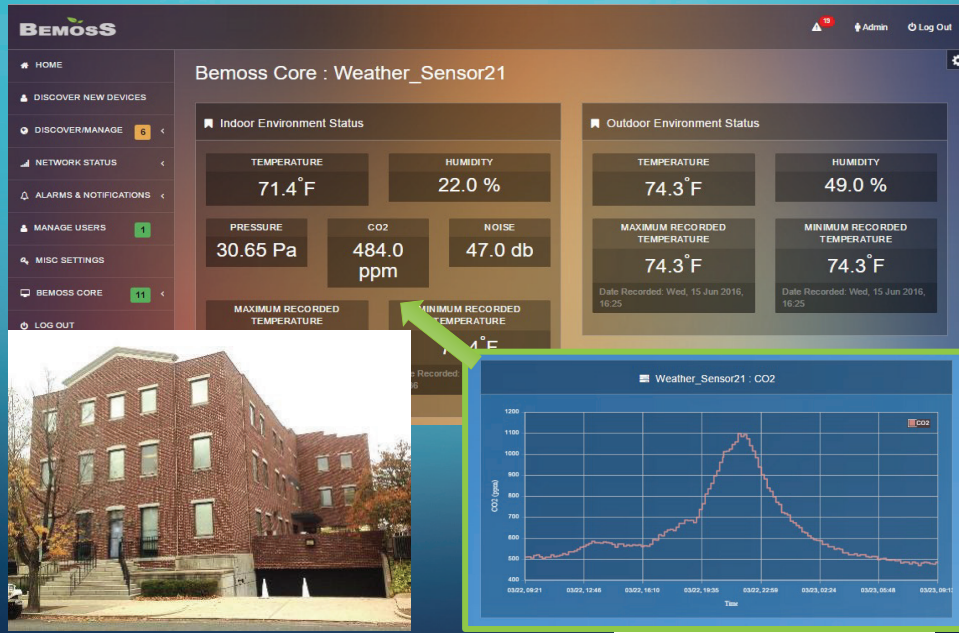 BEMOSS
19
Admin
Log Out
HOME
DISCOVER NEW DEVICES
DISCOVER/MANAGE 6
NETWORK STATUS
ALARMS & NOTIFICATIONS
MANAGE USERS 1
MISC SETTINGS
BEMOSS CORE 11
LOG OUT
Bemoss Core : Weather_Sensor21
Indoor Environment Status
TEMPERATURE
71.4°F
HUMIDITY
22.0 %
PRESSURE
30.65 Pa
CO2
484.0
ppm
NOISE
47.0 db
MAXIMUM RECORDED
TEMPERATURE
MINIMUM RECORDED
TEMPERATURE
Recorded:
Outdoor Environment Status
TEMPERATURE
74.3°F
HUMIDITY
49.0 %
MAXIMUM RECORDED
TEMPERATURE
74.3°F
Date Recorded: Wed, 15 Jun 2016,
16:25
MINIMUM RECORDED
TEMPERATURE
74.3°F
Date Recorded: Wed, 15 Jun 2016,
16:25
Weather_Sensor21 : CO2
CO2
CO2 (ppm)
1200
1100
1000
900
800
700
600
500
400
03/22, 09:21
03/22, 12:46
03/22, 16:10
03/22, 19:35
03/22, 22:59
03/23, 02:24
03/23, 05:48
Time